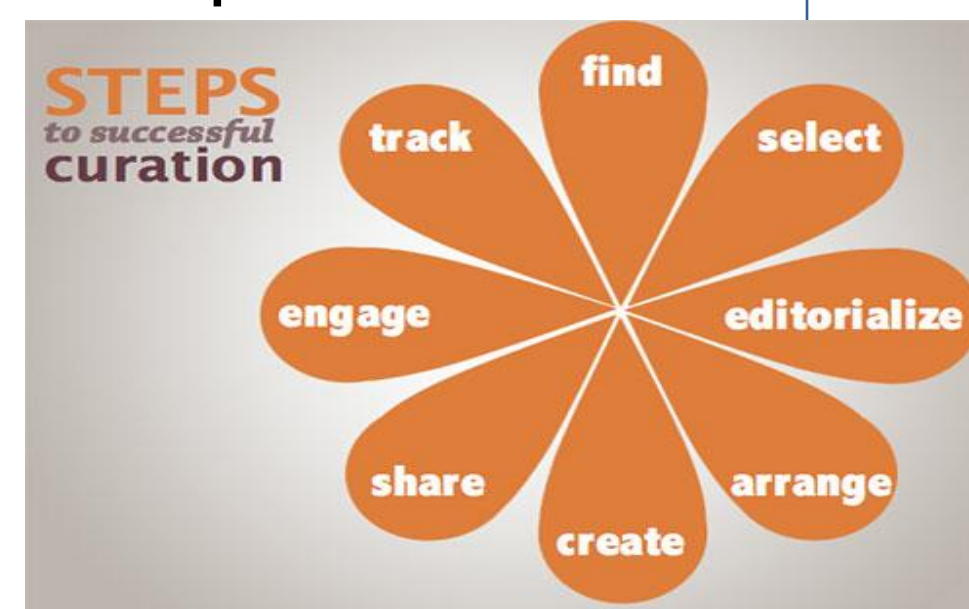 STEPS
to successful
curation
find
select
editorialize
arrange
create
share
engage
track